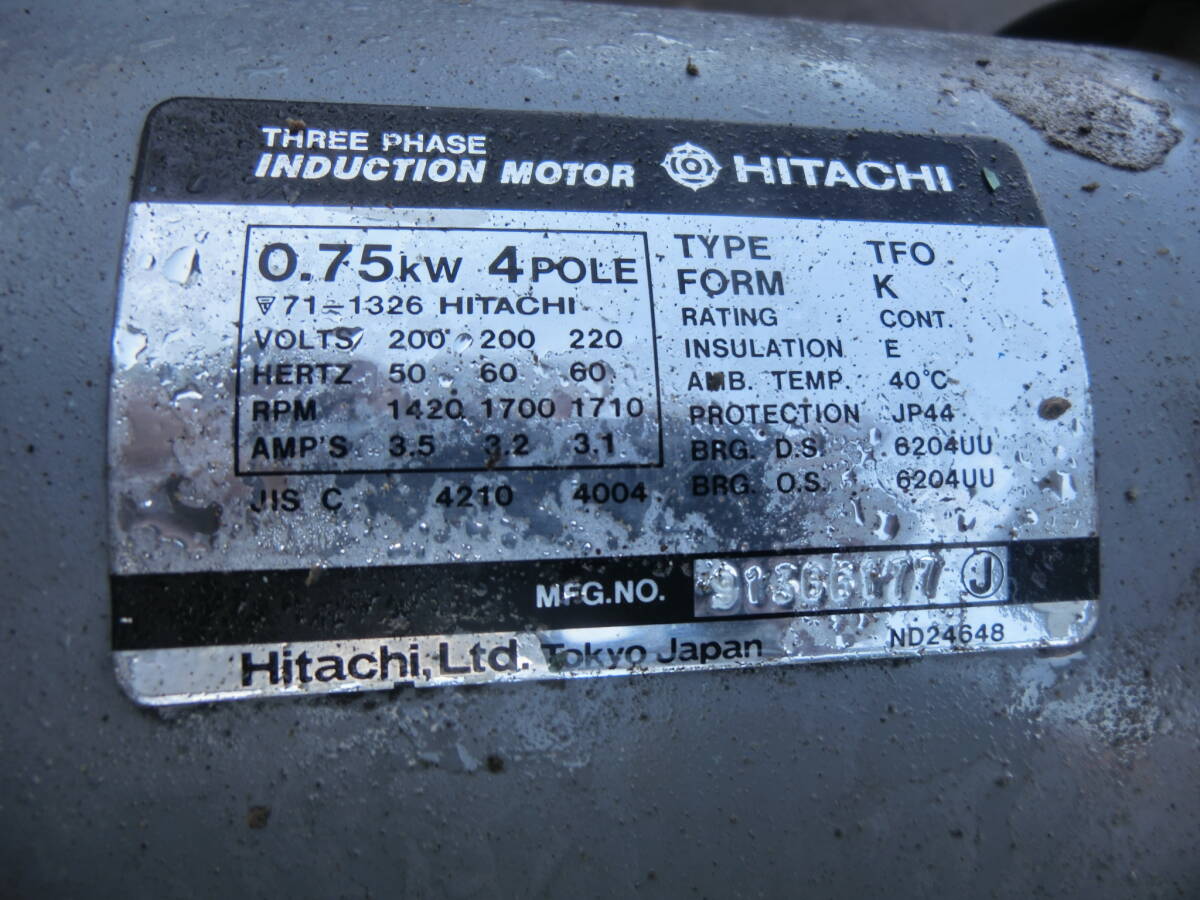 THREE PHASE
INDUCTION MOTOR HITACHI
0.75kW 4POLE
71-1326 HITACHI
VOLTS 200 200 220
HERTZ 50 60 60
RPM 1420 1700 1710
AMP'S 3.5 3.2 3.1
JIS C 4210 4004
TYPE TFO
FORM K
RATING CONT.
INSULATION E
AMB. TEMP. 40°C
PROTECTION JP44
BRG. D.S. 6204UU
BRG. O.S. 6204UU
MFG.NO. J
Hitachi, Ltd. Tokyo Japan ND24648